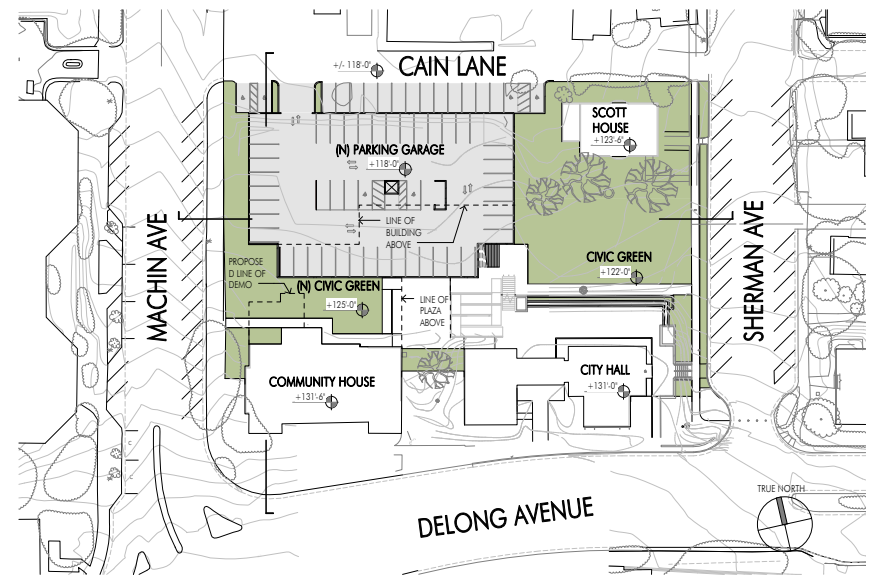 +/- 118'-0"
CAIN LANE
SCOTT
HOUSE
+123'-6"
(N) PARKING GARAGE
+118'-0"
LINE OF
BUILDING
ABOVE
MACHIN AVE
SHERMAN AVE
PROPOSE
D LINE OF
DEMO
(N) CIVIC GREEN
+125'-0"
LINE OF
PLAZA
ABOVE
CIVIC GREEN
+122'-0"
COMMUNITY HOUSE
+131'-6"
CITY HALL
+131'-0"
DELONG AVENUE
TRUE NORTH